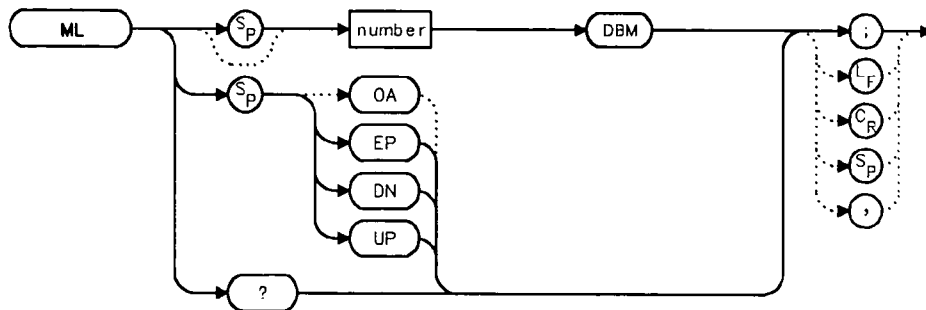 ML SP number DBM ;
LF
SP OA CR
EP SP
DN ,
UP
?